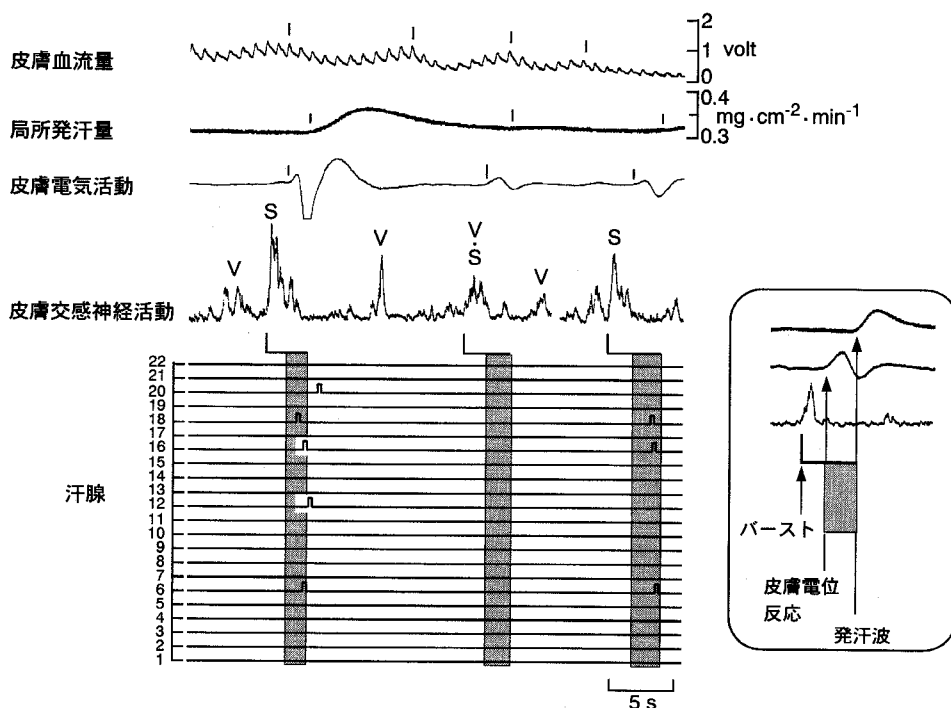 皮膚血流量
2
1 volt
0
局所発汗量
0.4
mg・cm-2・min-1
0.3
皮膚電気活動
S
V
V
V
・
S
V
S
皮膚交感神経活動
22
21
20
19
18
17
16
15
14
13
12
11
10
9
8
7
6
5
4
3
2
1
汗腺
5 s
バースト
皮膚電位
反応
発汗波